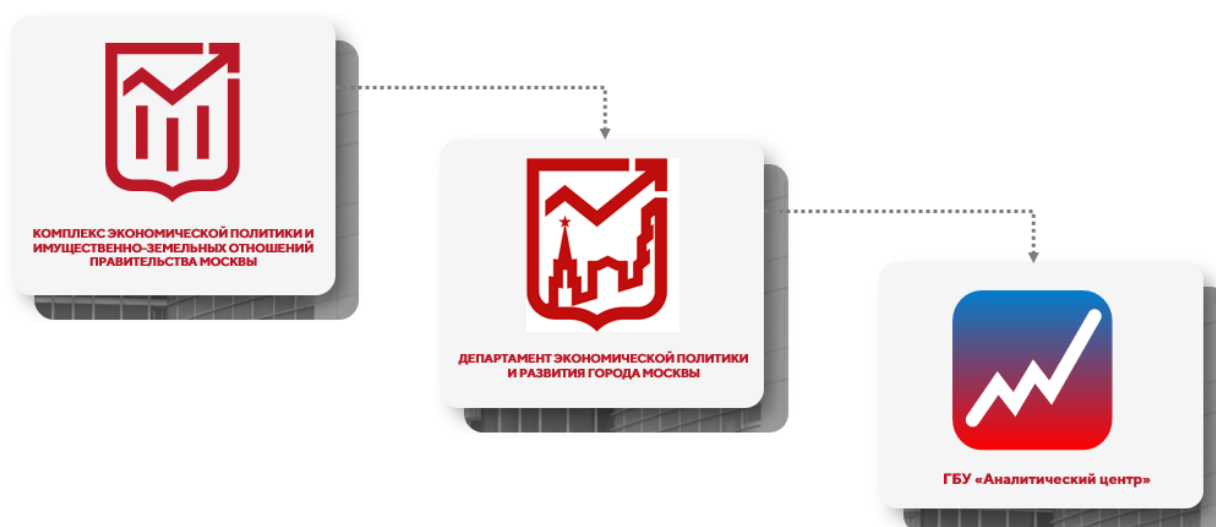 КОМПЛЕКС ЭКОНОМИЧЕСКОЙ ПОЛИТИКИ И
ИМУЩЕСТВЕННО-ЗЕМЕЛЬНЫХ ОТНОШЕНИЙ
ПРАВИТЕЛЬСТВА МОСКВЫ
ДЕПАРТАМЕНТ ЭКОНОМИЧЕСКОЙ ПОЛИТИКИ
И РАЗВИТИЯ ГОРОДА МОСКВЫ
ГБУ «Аналитический центр»